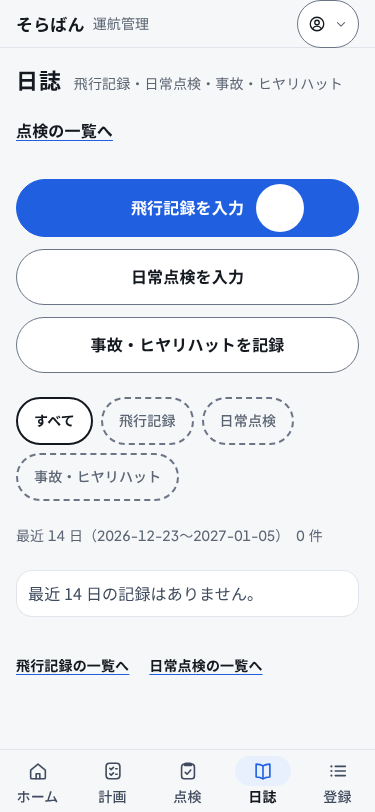 そらばん 運航管理
日誌 飛行記録・日常点検・事故・ヒヤリハット
点検の一覧へ
飛行記録を入力
日常点検を入力
事故・ヒヤリハットを記録
すべて 飛行記録 日常点検
事故・ヒヤリハット
最近 14 日（2026-12-23〜2027-01-05） 0 件
最近 14 日の記録はありません。
飛行記録の一覧へ 日常点検の一覧へ
ホーム 計画 点検 日誌 登録